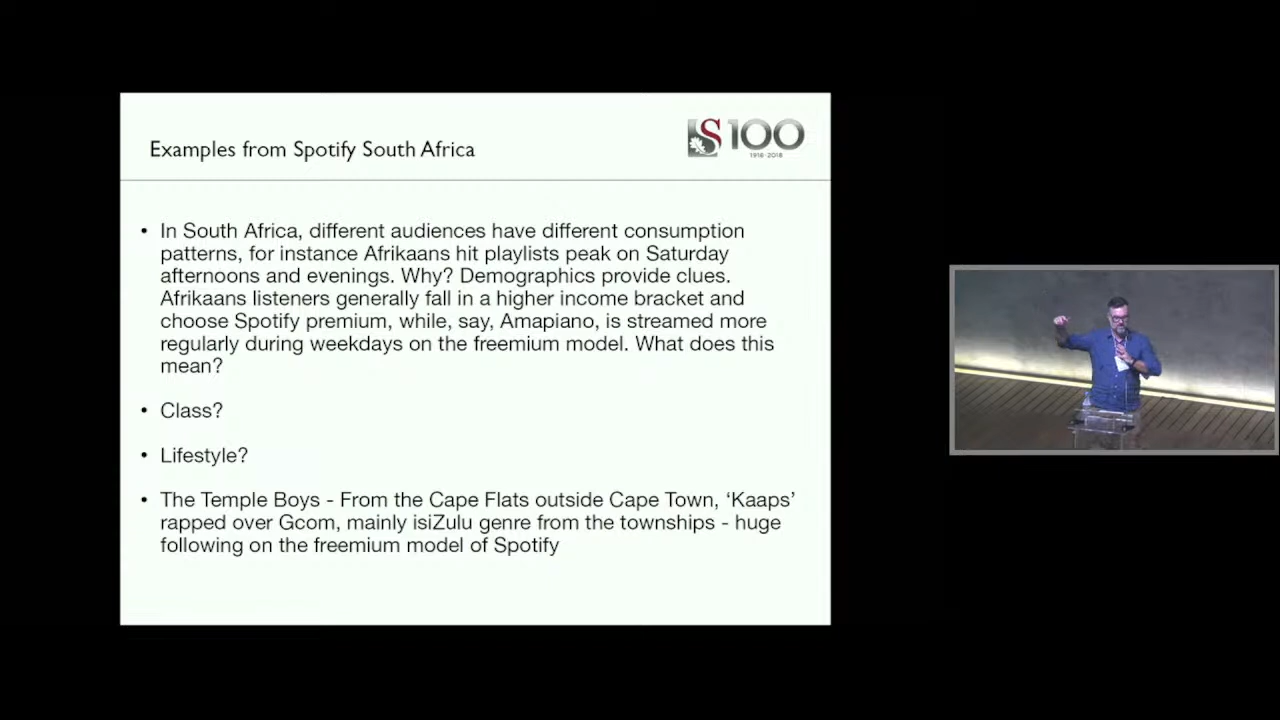 Examples from Spotify South Africa
S100
1918-2018
• In South Africa, different audiences have different consumption
patterns, for instance Afrikaans hit playlists peak on Saturday
afternoons and evenings. Why? Demographics provide clues.
Afrikaans listeners generally fall in a higher income bracket and
choose Spotify premium, while, say, Amapiano, is streamed more
regularly during weekdays on the freemium model. What does this
mean?
• Class?
• Lifestyle?
• The Temple Boys - From the Cape Flats outside Cape Town, ‘Kaaps’
rapped over Gcom, mainly isiZulu genre from the townships - huge
following on the freemium model of Spotify